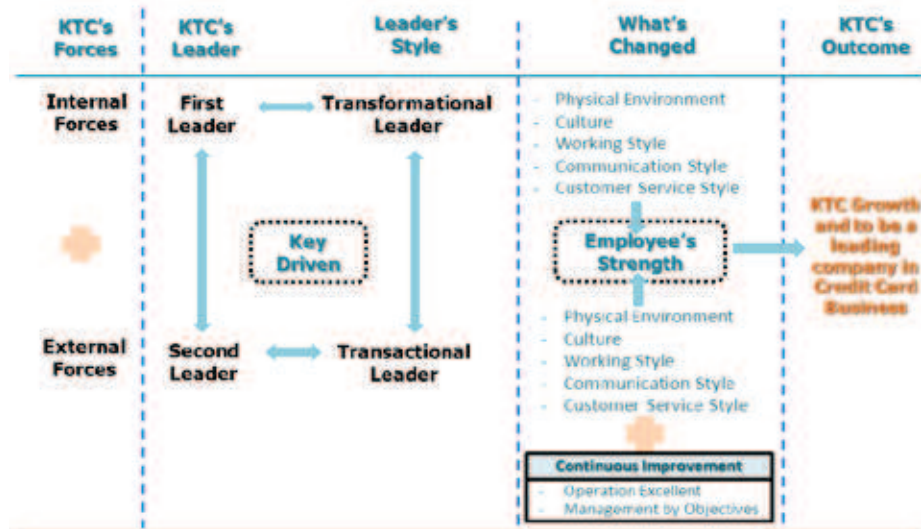 KTC's
Forces
KTC's
Leader
Leader's
Style
What's
Changed
KTC's
Outcome
Internal
Forces
First
Leader
Transformational
Leader
- Physical Environment
- Culture
- Working Style
- Communication Style
- Customer Service Style
Key
Driven
Employee's
Strength
KTC Growth
and to be a
leading
company in
Credit Card
Business
External
Forces
Second
Leader
Transactional
Leader
- Physical Environment
- Culture
- Working Style
- Communication Style
- Customer Service Style
Continuous Improvement
- Operation Excellent
- Management by Objectives